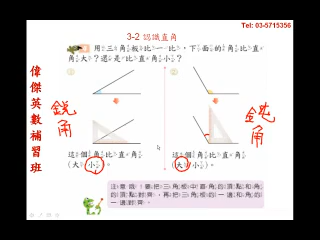 Tel: 03-5715356
3-2 認識直角
用三角板比一比，下面的角比直
角大？還是比直角小？
偉傑英數補習班
銳角
鈍角
這個角比直角
(大 小)
這個角比直角
(大 小)
注意哦！要把三角板中直角的頂點和角
的頂點對齊，再把三角板的一邊和角的
一邊對齊。